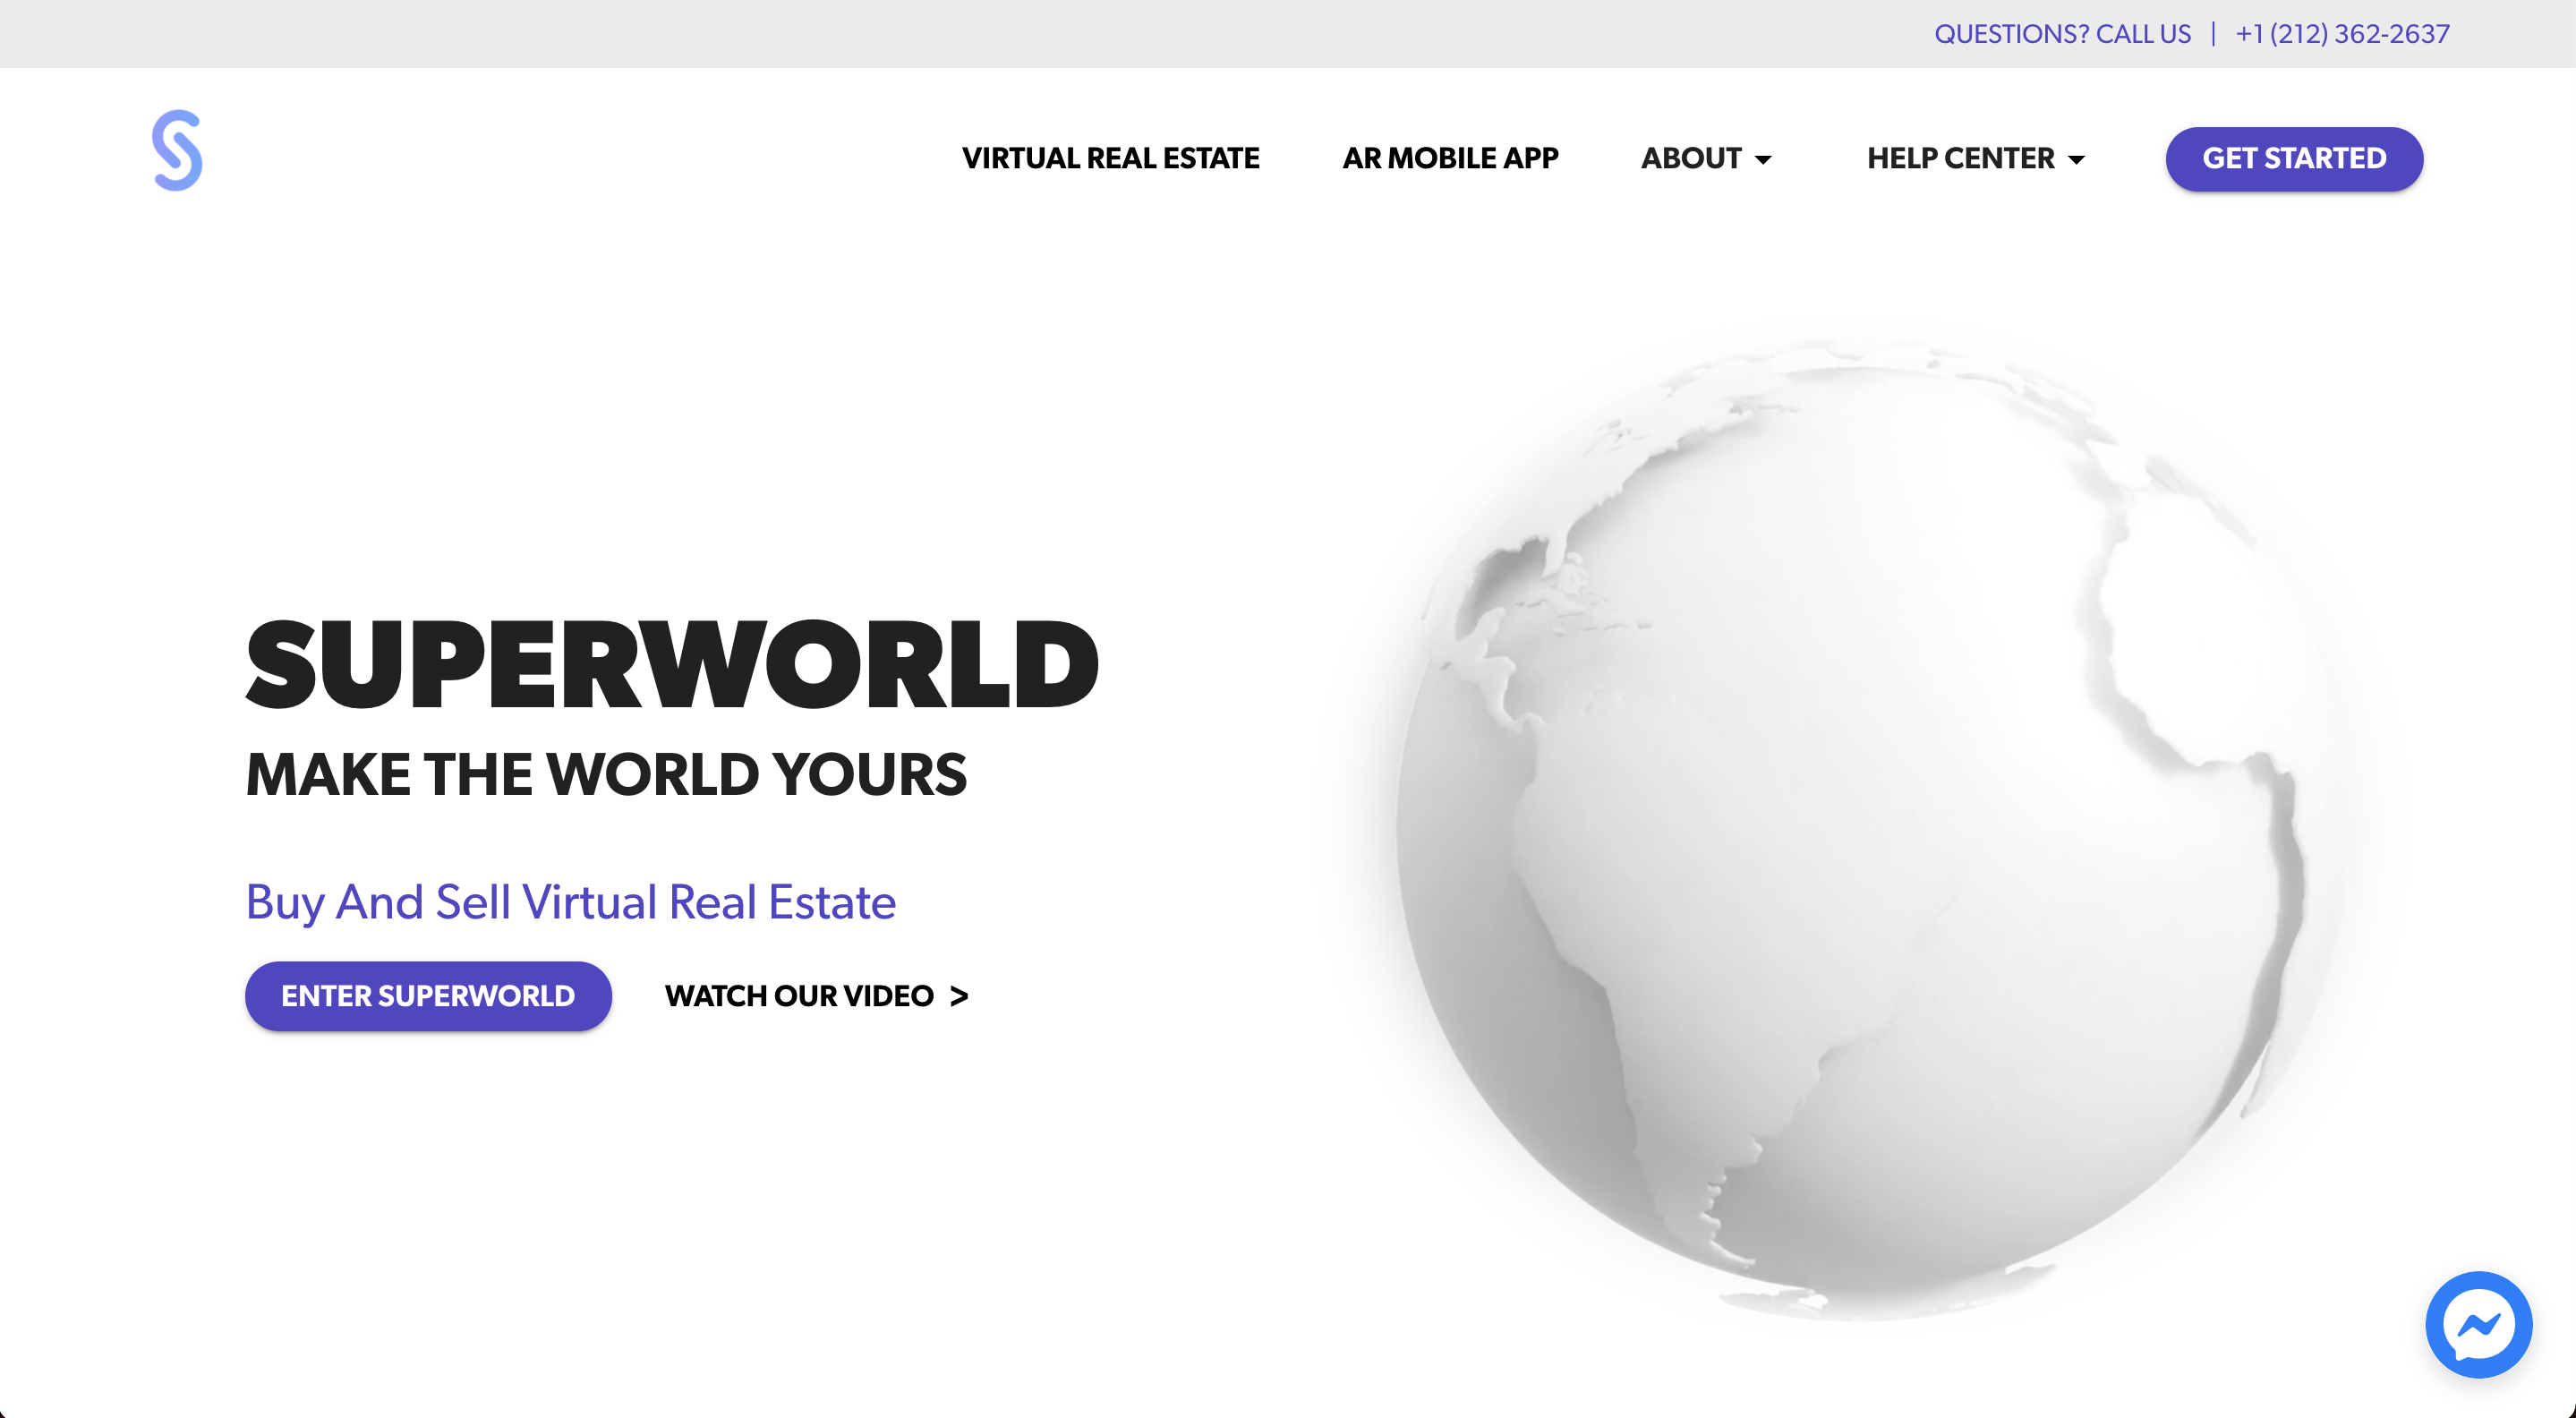 QUESTIONS? CALL US | +1 (212) 362-2637
VIRTUAL REAL ESTATE AR MOBILE APP ABOUT HELP CENTER GET STARTED
SUPERWORLD
MAKE THE WORLD YOURS
Buy And Sell Virtual Real Estate
ENTER SUPERWORLD WATCH OUR VIDEO >